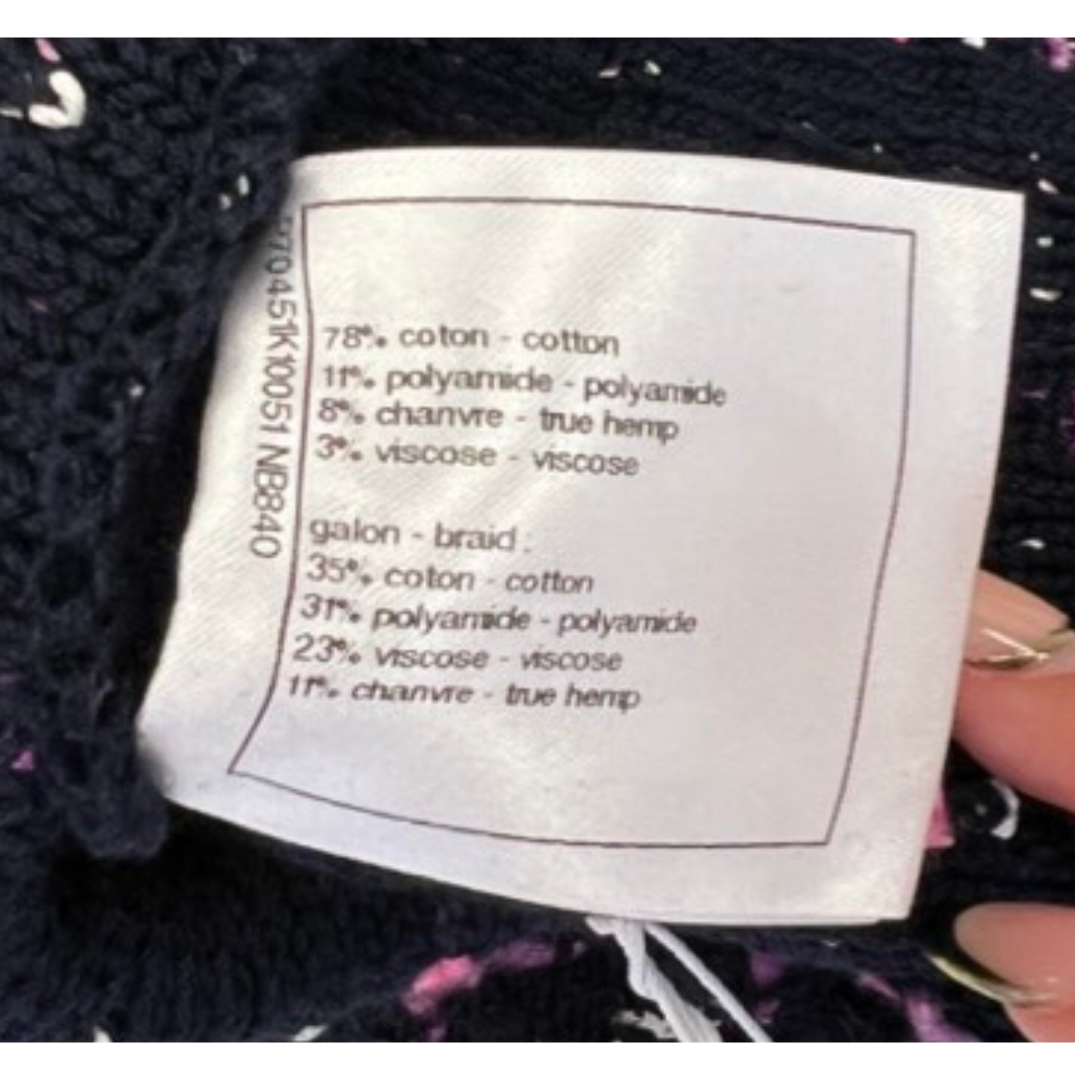 78% coton - cotton
11% polyamide - polyamide
8% chanvre - true hemp
3% viscose - viscose
galon - braid :
35% coton - cotton
31% polyamide - polyamide
23% viscose - viscose
11% chanvre - true hemp
NB840